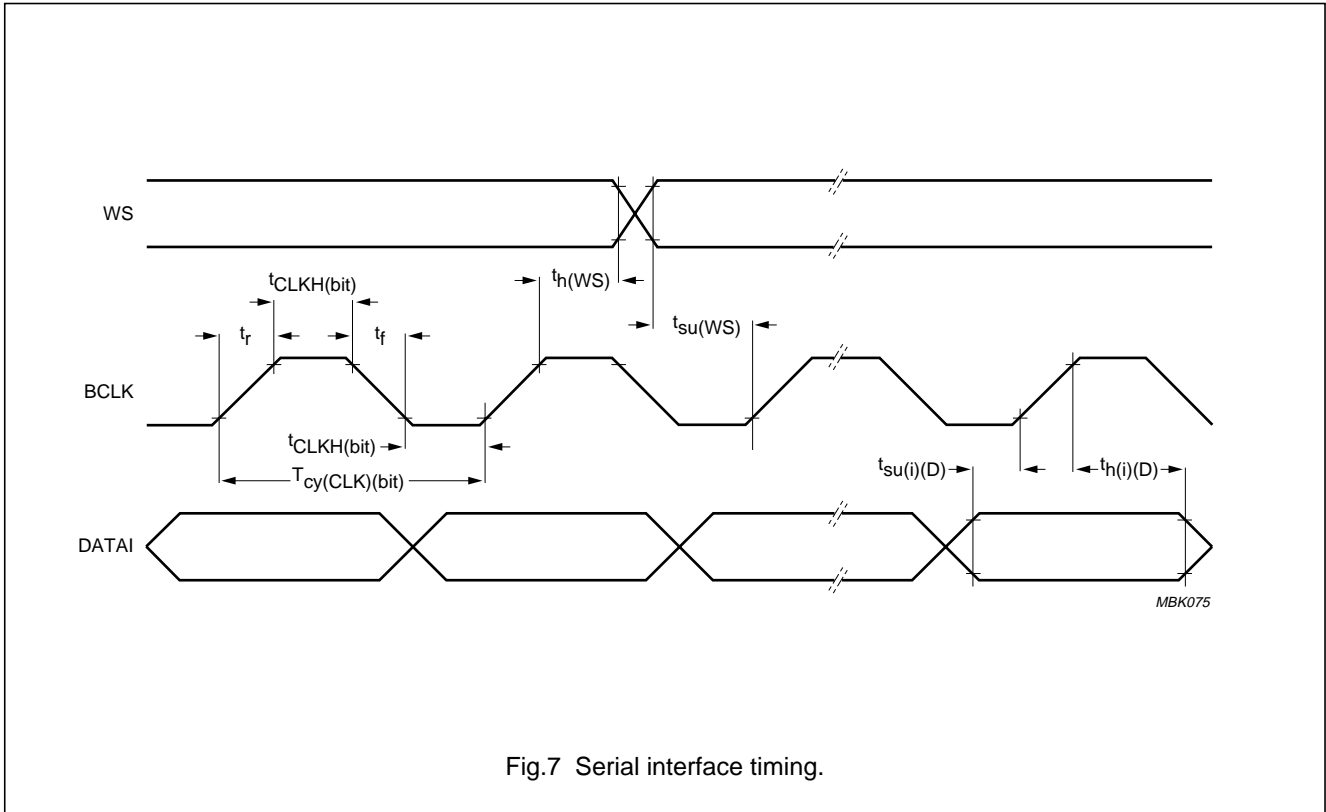 WS
tCLKH(bit)
th(WS)
tr
tf
tsu(WS)
BCLK
tCLKH(bit)
Tcy(CLK)(bit)
tsu(i)(D)
th(i)(D)
DATAI
MBK075
Fig.7 Serial interface timing.